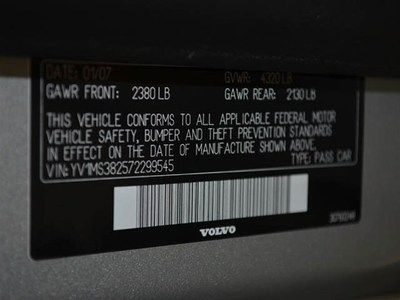 DATE: 01/07 GVWR: 4320 LB
GAWR FRONT: 2380 LB GAWR REAR: 2130 LB
THIS VEHICLE CONFORMS TO ALL APPLICABLE FEDERAL MOTOR
VEHICLE SAFETY, BUMPER AND THEFT PREVENTION STANDARDS
IN EFFECT ON THE DATE OF MANUFACTURE SHOWN ABOVE.
VIN: YV1MS382572299545 TYPE: PASS CAR
VOLVO